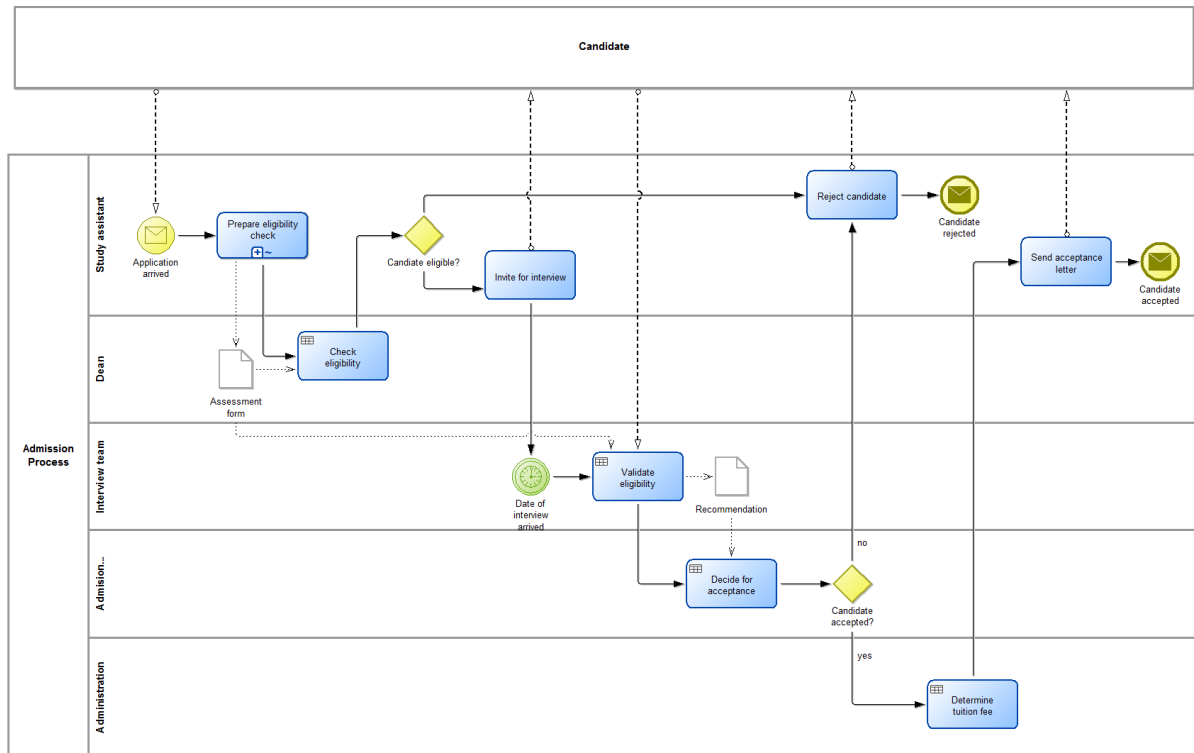 Candidate
Admission
Process
Study assistant
Dean
Interview team
Admision...
Administration
Application
arrived
Prepare eligibility
check
Candiate eligible?
Invite for interview
Reject candidate
Candidate
rejected
Send acceptance
letter
Candidate
accepted
Check
eligibility
Assessment
form
Date of
interview
arrived
Validate
eligibility
Recommendation
Decide for
acceptance
no
Candidate
accepted?
yes
Determine
tuition fee